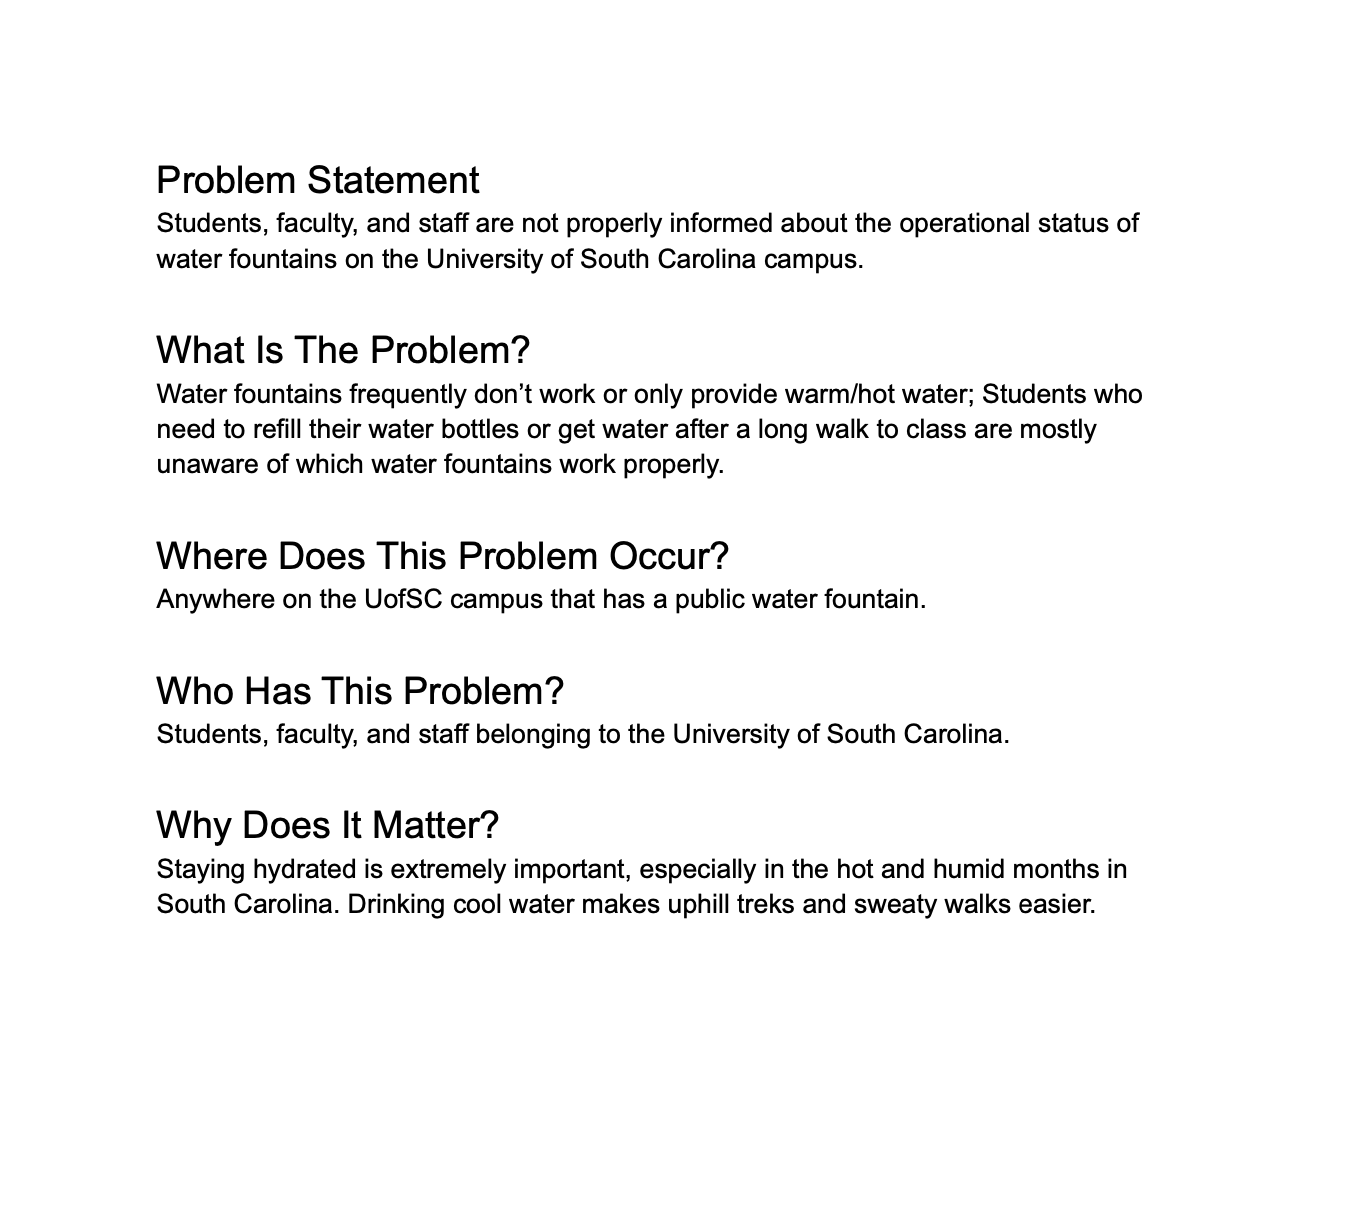 Problem Statement
Students, faculty, and staff are not properly informed about the operational status of
water fountains on the University of South Carolina campus.
What Is The Problem?
Water fountains frequently don’t work or only provide warm/hot water; Students who
need to refill their water bottles or get water after a long walk to class are mostly
unaware of which water fountains work properly.
Where Does This Problem Occur?
Anywhere on the UofSC campus that has a public water fountain.
Who Has This Problem?
Students, faculty, and staff belonging to the University of South Carolina.
Why Does It Matter?
Staying hydrated is extremely important, especially in the hot and humid months in
South Carolina. Drinking cool water makes uphill treks and sweaty walks easier.